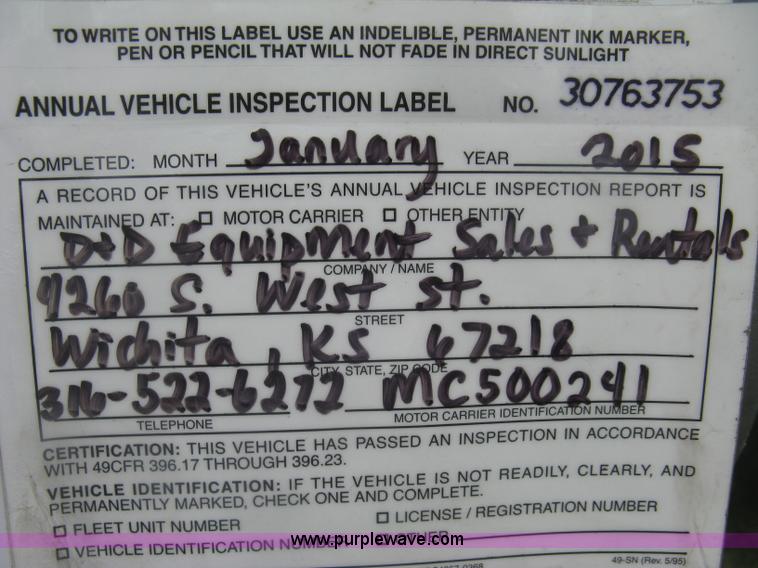 TO WRITE ON THIS LABEL USE AN INDELIBLE, PERMANENT INK MARKER,
PEN OR PENCIL THAT WILL NOT FADE IN DIRECT SUNLIGHT
ANNUAL VEHICLE INSPECTION LABEL NO. 30763753
COMPLETED: MONTH January YEAR 2015
A RECORD OF THIS VEHICLE'S ANNUAL VEHICLE INSPECTION REPORT IS
MAINTAINED AT: ☐ MOTOR CARRIER ☐ OTHER ENTITY
D+D Equipment Sales + Rentals
COMPANY / NAME
4260 S. West st.
STREET
Wichita, KS 67218
CITY, STATE, ZIP CODE
316-522-6272 MC500241
TELEPHONE MOTOR CARRIER IDENTIFICATION NUMBER
CERTIFICATION: THIS VEHICLE HAS PASSED AN INSPECTION IN ACCORDANCE
WITH 49CFR 396.17 THROUGH 396.23.
VEHICLE IDENTIFICATION: IF THE VEHICLE IS NOT READILY, CLEARLY, AND
PERMANENTLY MARKED, CHECK ONE AND COMPLETE.
☐ FLEET UNIT NUMBER ☐ LICENSE / REGISTRATION NUMBER
☐ VEHICLE IDENTIFICATION NUMBER ☐ OTHER
www.purplewave.com
49-SN (Rev. 5/95)